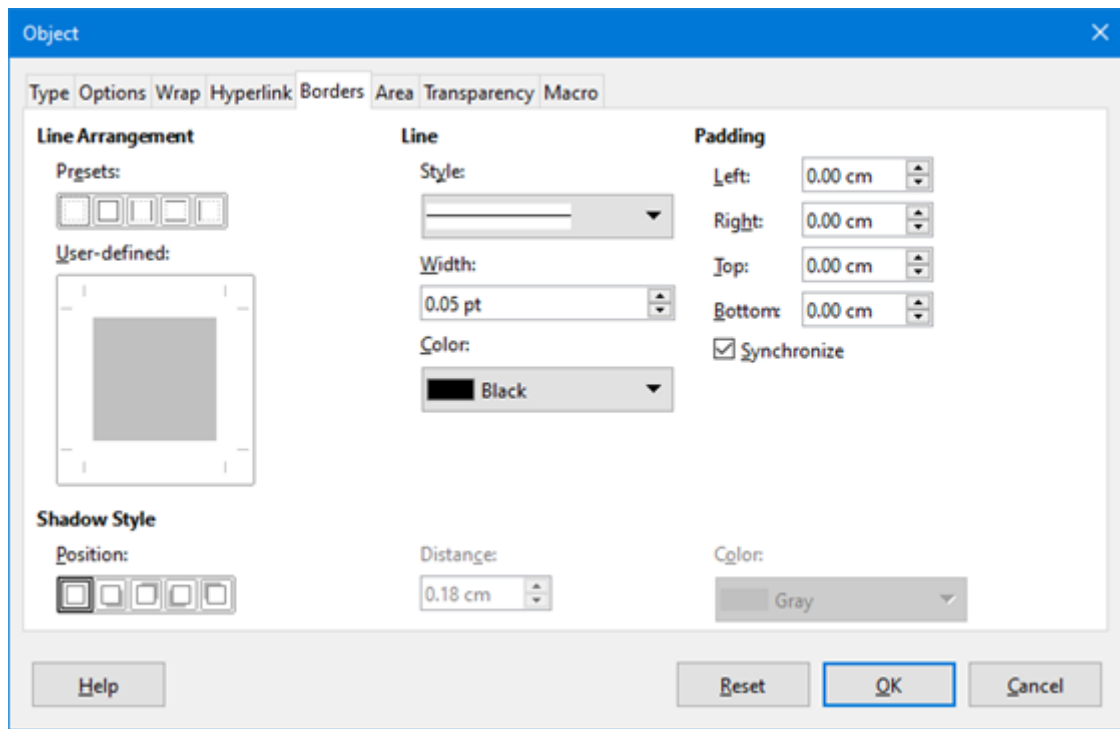 Object
Type Options Wrap Hyperlink Borders Area Transparency Macro
Line Arrangement
Presets:
User-defined:
Line
Style:
Width:
0.05 pt
Color:
Black
Padding
Left: 0.00 cm
Right: 0.00 cm
Top: 0.00 cm
Bottom: 0.00 cm
Synchronize
Shadow Style
Position:
Distance:
0.18 cm
Color:
Gray
Help Reset OK Cancel